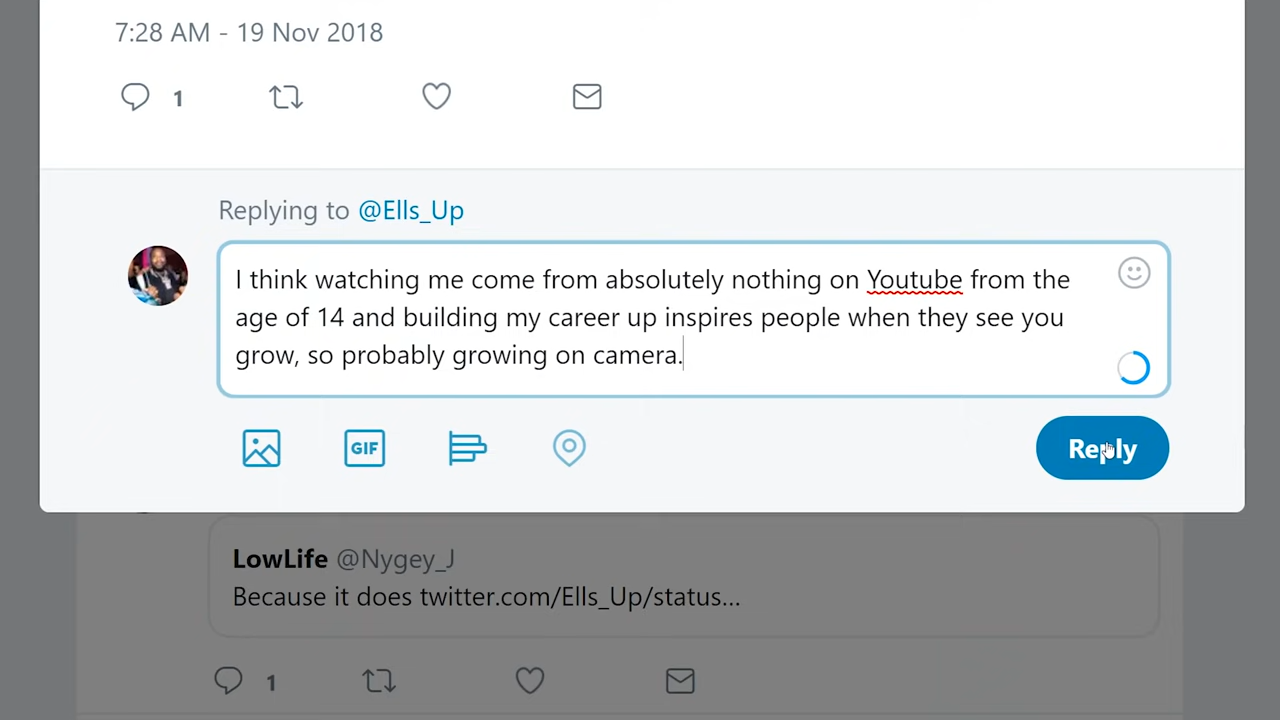 7:28 AM - 19 Nov 2018
1
Replying to @Ells_Up
I think watching me come from absolutely nothing on Youtube from the
age of 14 and building my career up inspires people when they see you
grow, so probably growing on camera.
GIF
Reply
LowLife @Nygey_J
Because it does twitter.com/Ells_Up/status...
1